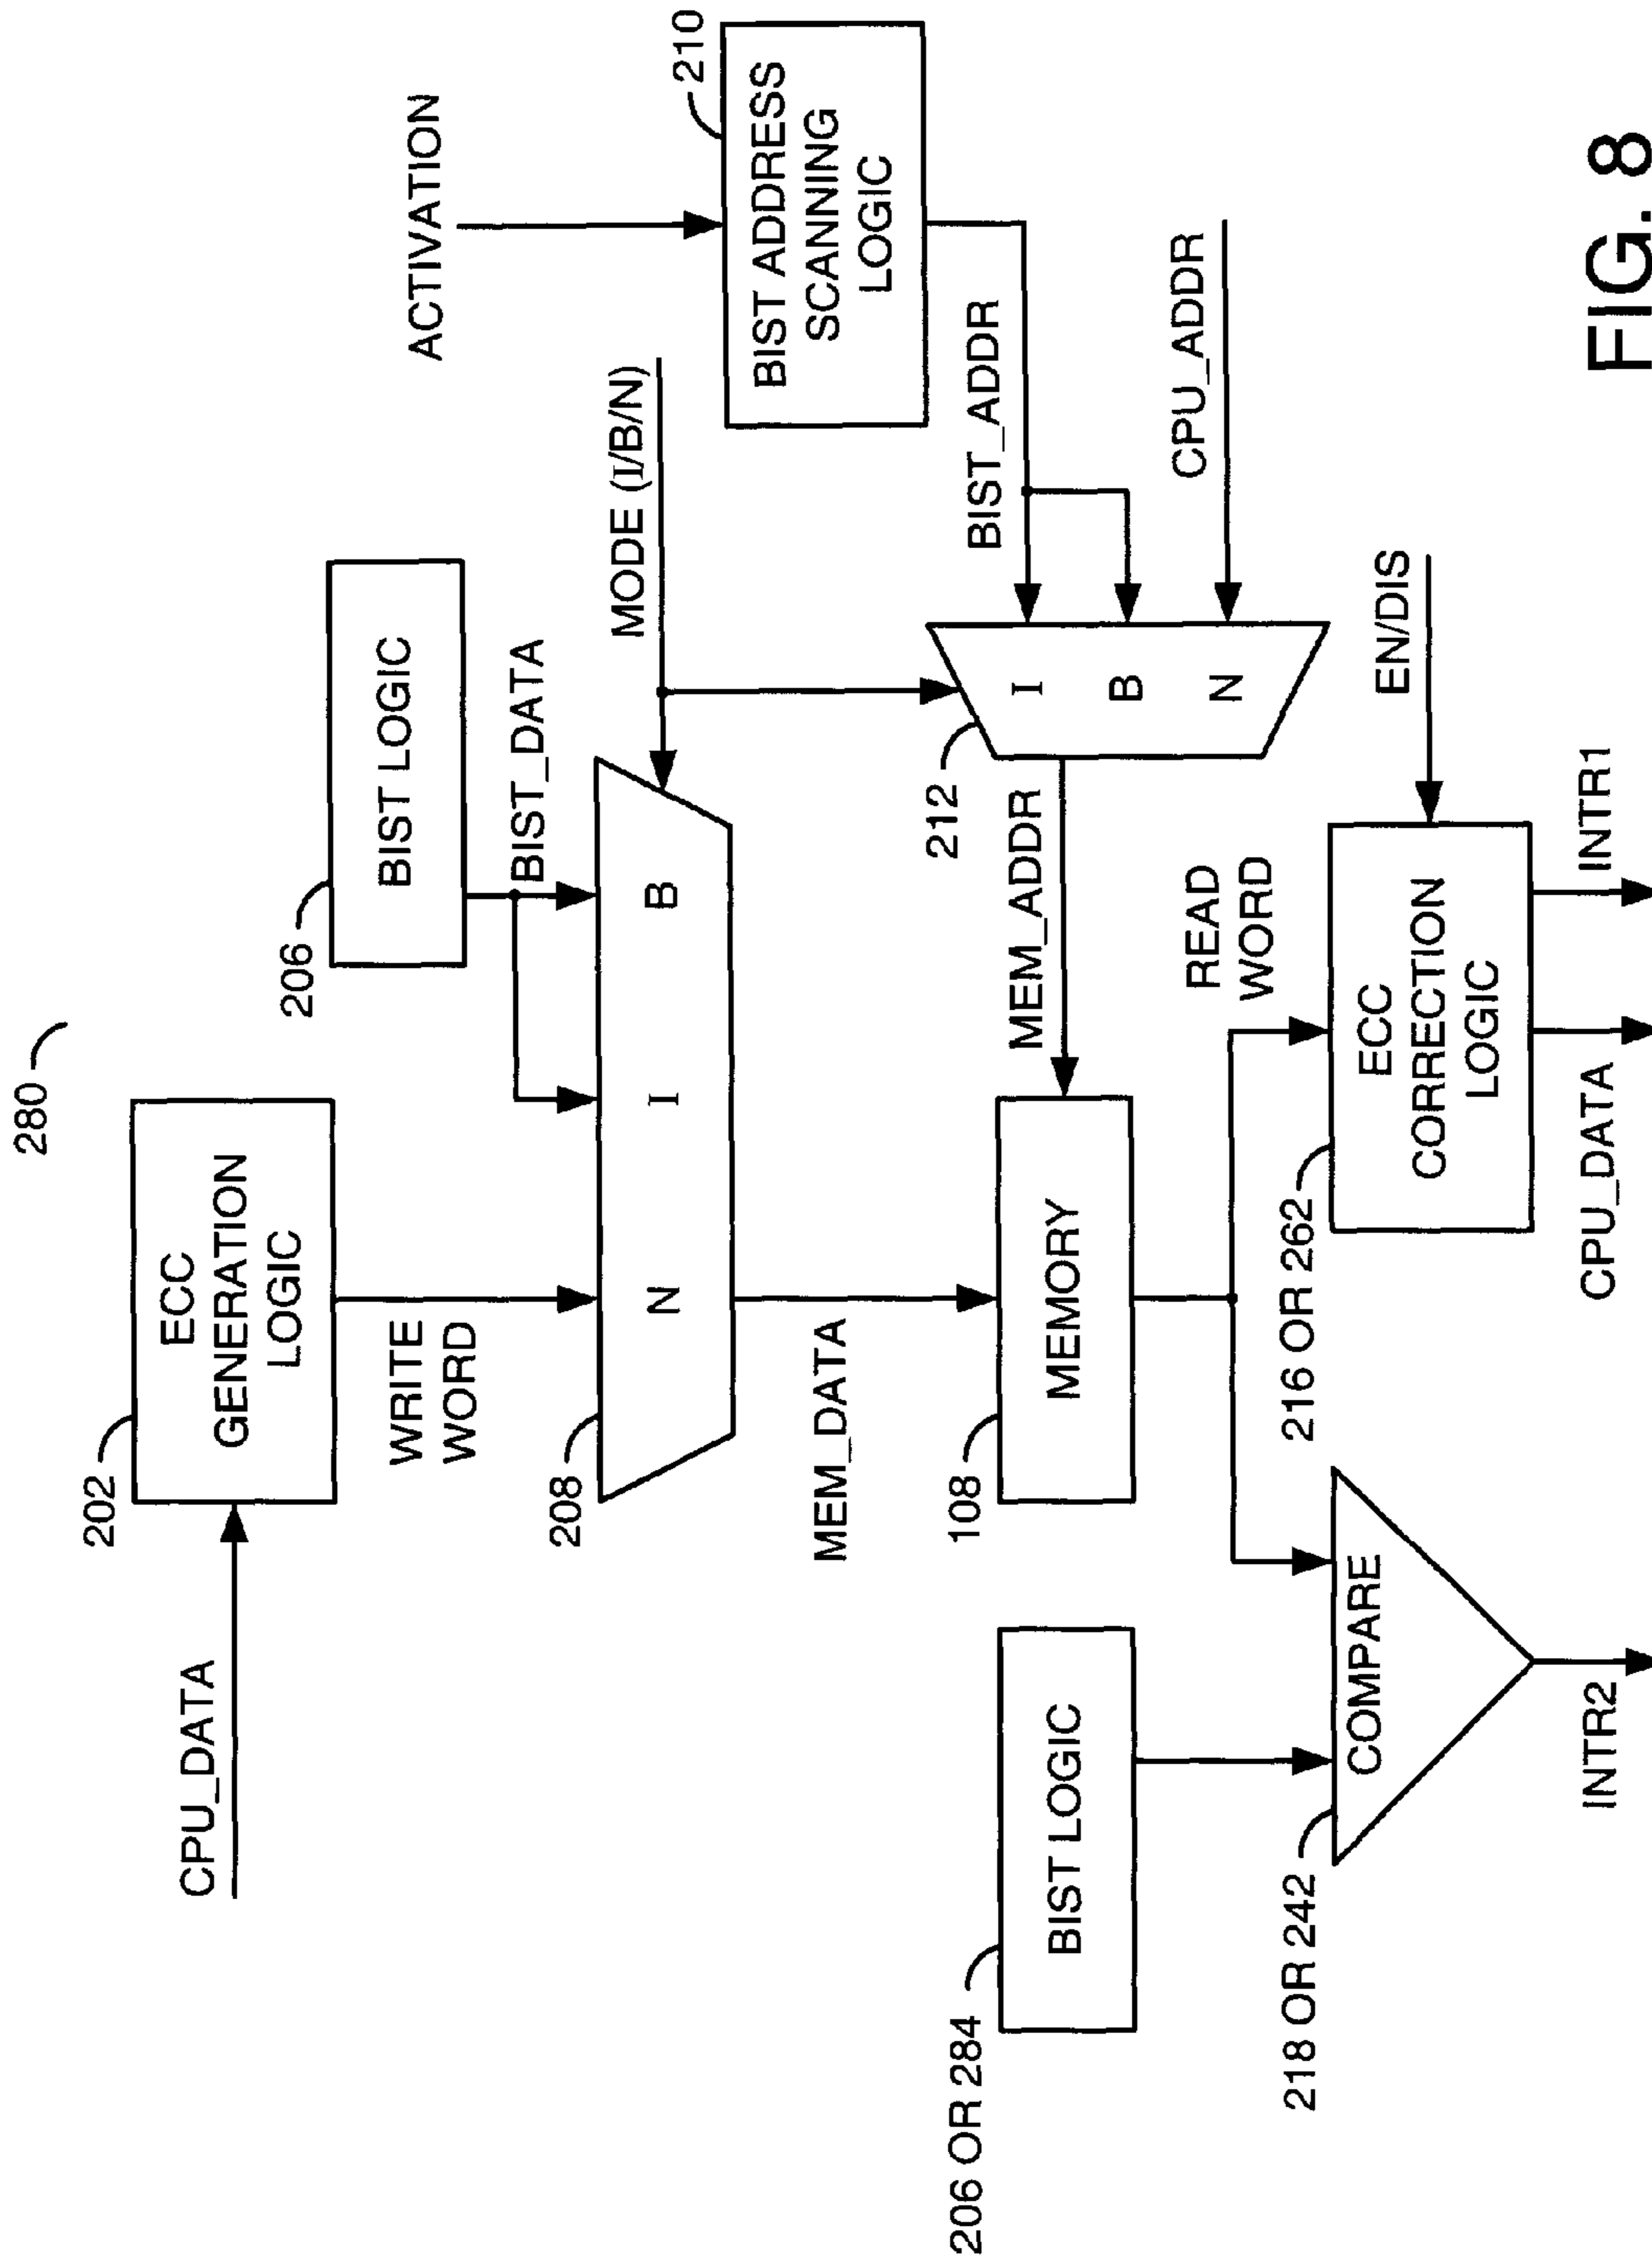 280
CPU_DATA
202
ECC
GENERATION
LOGIC
WRITE
WORD
206
BIST LOGIC
BIST_DATA
MODE (I/B/N)
ACTIVATION
210
BIST ADDRESS
SCANNING
LOGIC
208
N
I
B
MEM_DATA
212
I
B
N
BIST_ADDR
CPU_ADDR
MEM_ADDR
108
MEMORY
READ
WORD
206 OR 284
BIST LOGIC
218 OR 242
COMPARE
INTR2
216 OR 262
ECC
CORRECTION
LOGIC
EN/DIS
CPU_DATA
INTR1
FIG. 8